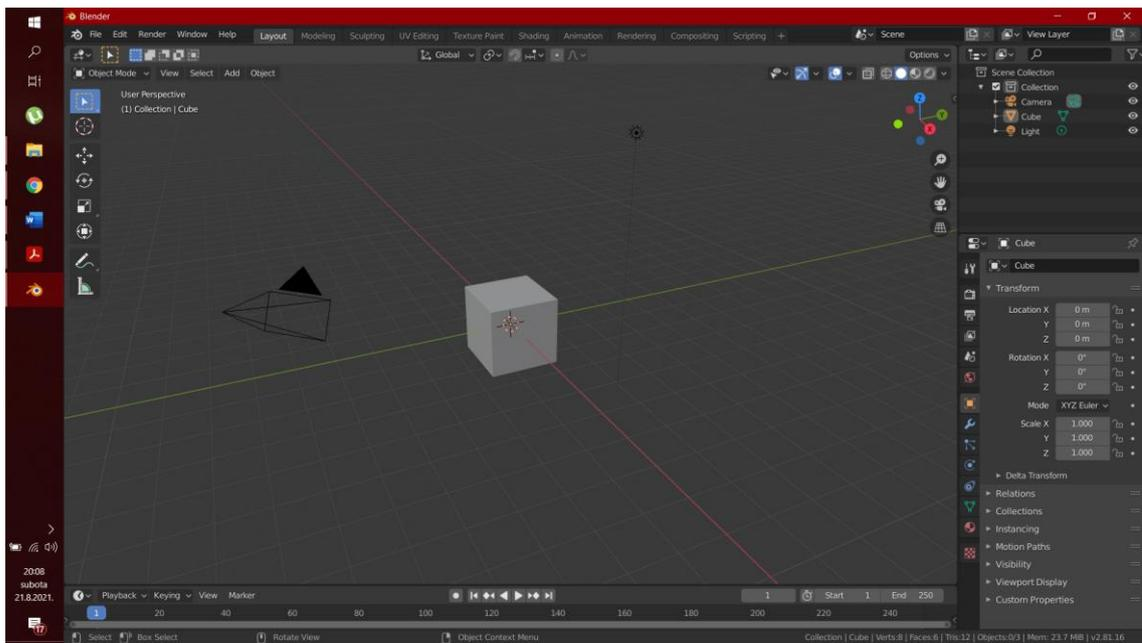 Blender
File Edit Render Window Help Layout Modeling Sculpting UV Editing Texture Paint Shading Animation Rendering Compositing Scripting + Scene View Layer
Global Options
Object Mode View Select Add Object
User Perspective
(1) Collection | Cube
Z
Y
X
Scene Collection
Collection
Camera
Cube
Light
Cube
Cube
Transform
Location X 0 m
Y 0 m
Z 0 m
Rotation X 0°
Y 0°
Z 0°
Mode XYZ Euler
Scale X 1.000
Y 1.000
Z 1.000
Delta Transform
Relations
Collections
Instancing
Motion Paths
Visibility
Viewport Display
Custom Properties
Playback Keying View Marker 1 Start 1 End 250
1 20 40 60 80 100 120 140 160 180 200 220 240
Select Box Select Rotate View Object Context Menu Collection | Cube | Verts:8 | Faces:6 | Tris:12 | Objects:0/3 | Mem: 23.7 MiB | v2.81.16
20:08
subota
21.8.2021.
17